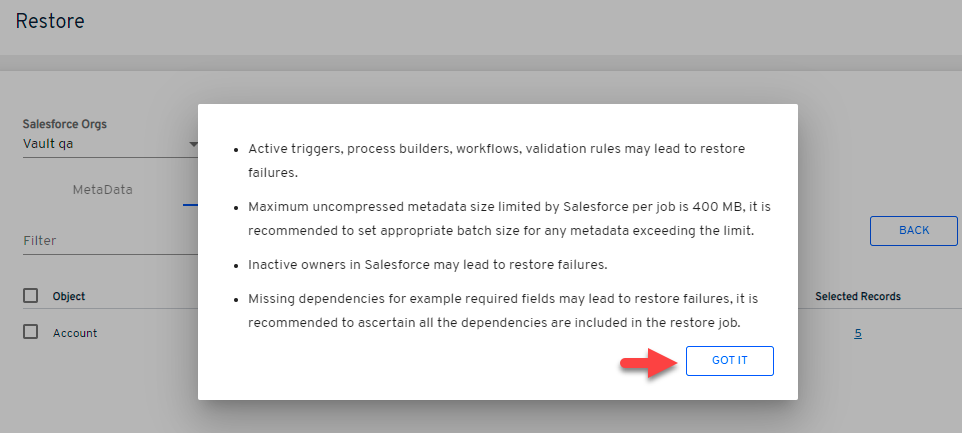 Restore
Salesforce Orgs
Vault qa
MetaData
Filter
BACK
Object
Selected Records
Account
5
• Active triggers, process builders, workflows, validation rules may lead to restore
failures.
• Maximum uncompressed metadata size limited by Salesforce per job is 400 MB, it is
recommended to set appropriate batch size for any metadata exceeding the limit.
• Inactive owners in Salesforce may lead to restore failures.
• Missing dependencies for example required fields may lead to restore failures, it is
recommended to ascertain all the dependencies are included in the restore job.
GOT IT